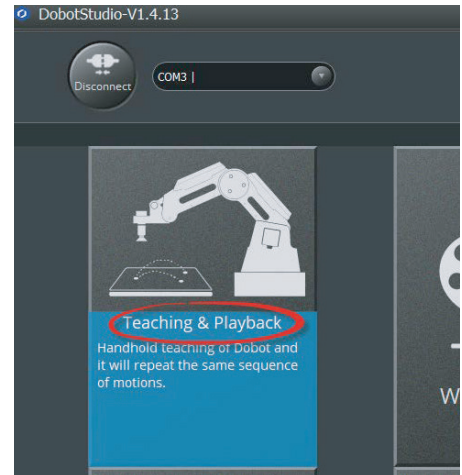 DobotStudio-V1.4.13
Disconnect
COM3 |
Teaching & Playback
Handhold teaching of Dobot and
it will repeat the same sequence
of motions.
W